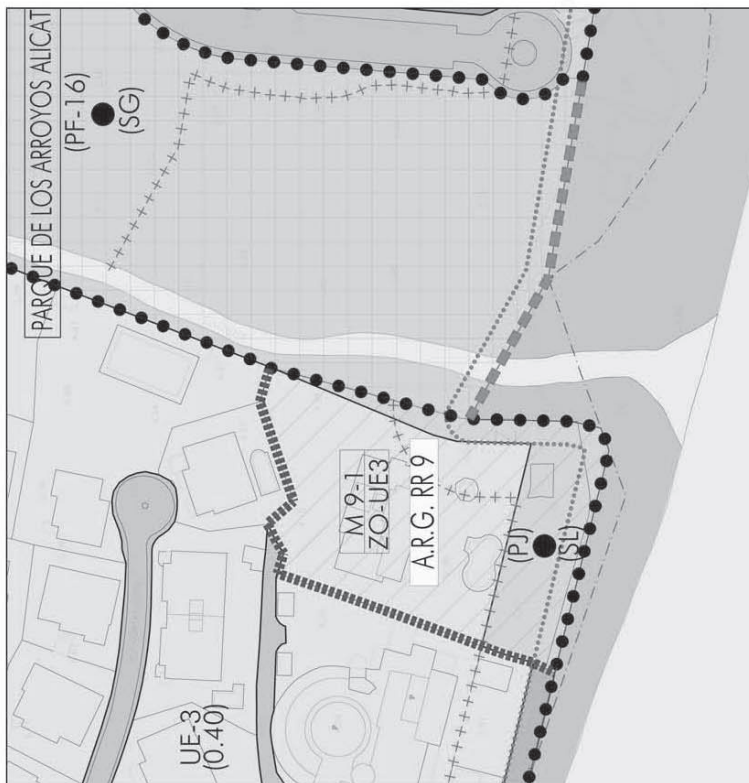 PARQUE DE LOS ARROYOS ALICAT
(PF-16)
(SG)
M 9-1
ZO-UE3
A.R.G. RR 9
(PJ)
(SL)
UE-3
(0.40)